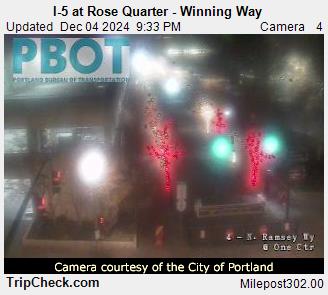 I-5 at Rose Quarter - Winning Way
Updated Dec 04 2024 9:33 PM Camera 4
PBOT
PORTLAND BUREAU OF TRANSPORTATION
4 - N. Ramsey Wy
@ One Ctr
Camera courtesy of the City of Portland
TripCheck.com Milepost302.00